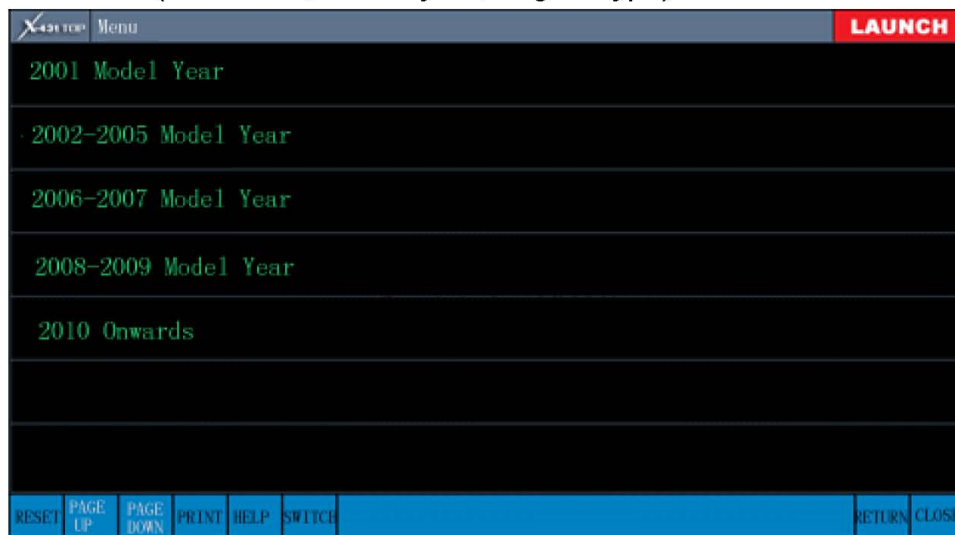 X-431 TOP Menu LAUNCH
2001 Model Year
2002-2005 Model Year
2006-2007 Model Year
2008-2009 Model Year
2010 Onwards
RESET PAGE UP PAGE DOWN PRINT HELP SWITCH RETURN CLOSE